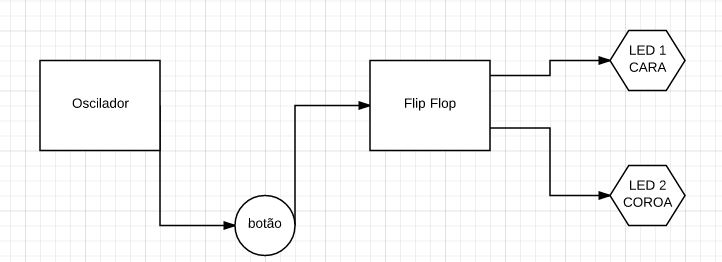 LED 1
CARA
Oscilador
Flip Flop
LED 2
COROA
botão